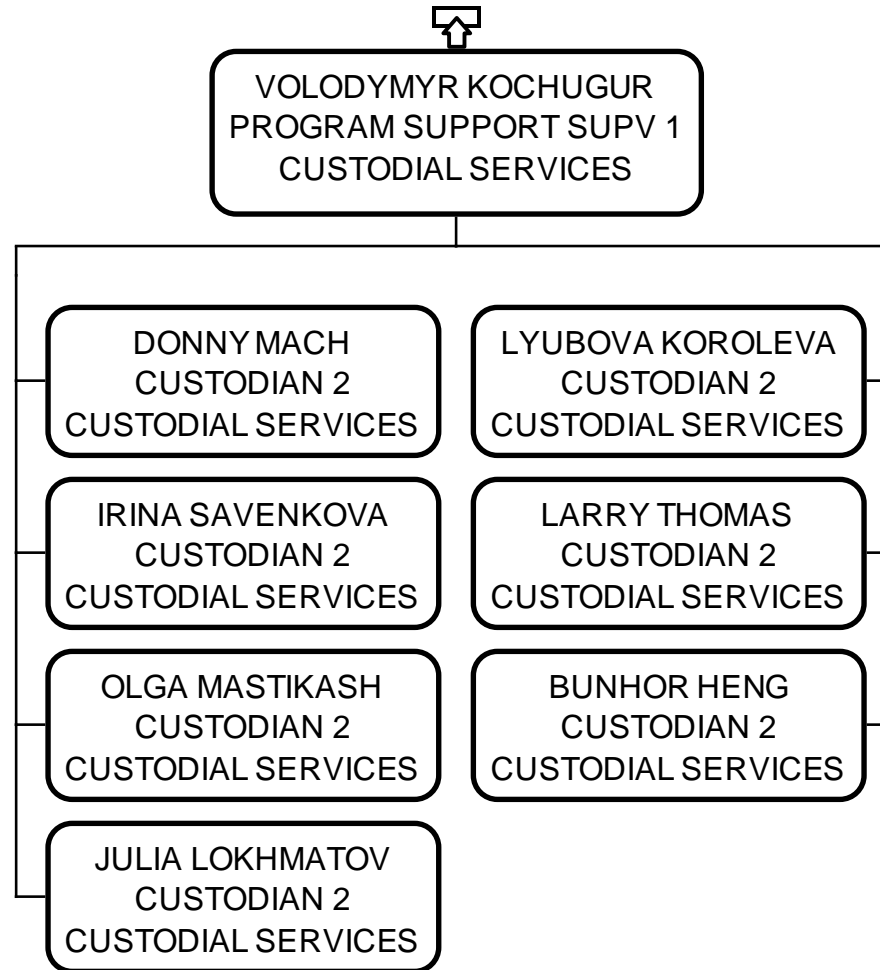 VOLODYMYR KOCHUGUR
PROGRAM SUPPORT SUPV 1
CUSTODIAL SERVICES
DONNY MACH
CUSTODIAN 2
CUSTODIAL SERVICES
LYUBOVA KOROLEVA
CUSTODIAN 2
CUSTODIAL SERVICES
IRINA SAVENKOVA
CUSTODIAN 2
CUSTODIAL SERVICES
LARRY THOMAS
CUSTODIAN 2
CUSTODIAL SERVICES
OLGA MASTIKASH
CUSTODIAN 2
CUSTODIAL SERVICES
BUNHOR HENG
CUSTODIAN 2
CUSTODIAL SERVICES
JULIA LOKHMATOV
CUSTODIAN 2
CUSTODIAL SERVICES